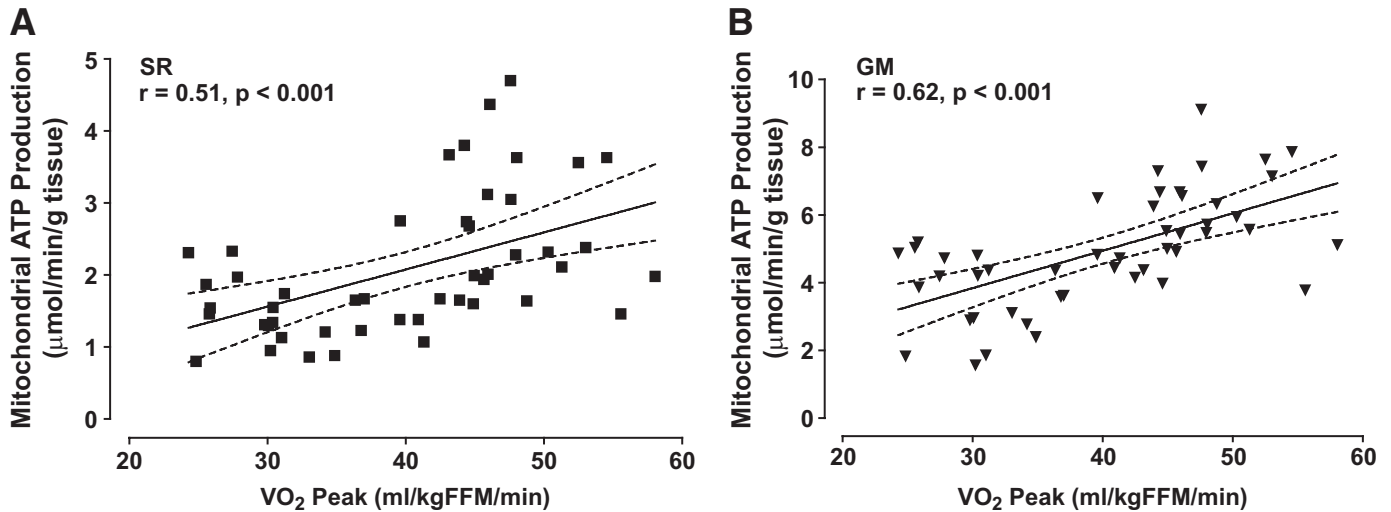 A
SR
r = 0.51, p < 0.001
Mitochondrial ATP Production
(μmol/min/g tissue)
5
4
3
2
1
0
20 30 40 50 60
VO2 Peak (ml/kgFFM/min)
B
GM
r = 0.62, p < 0.001
Mitochondrial ATP Production
(μmol/min/g tissue)
10
8
6
4
2
0
20 30 40 50 60
VO2 Peak (ml/kgFFM/min)